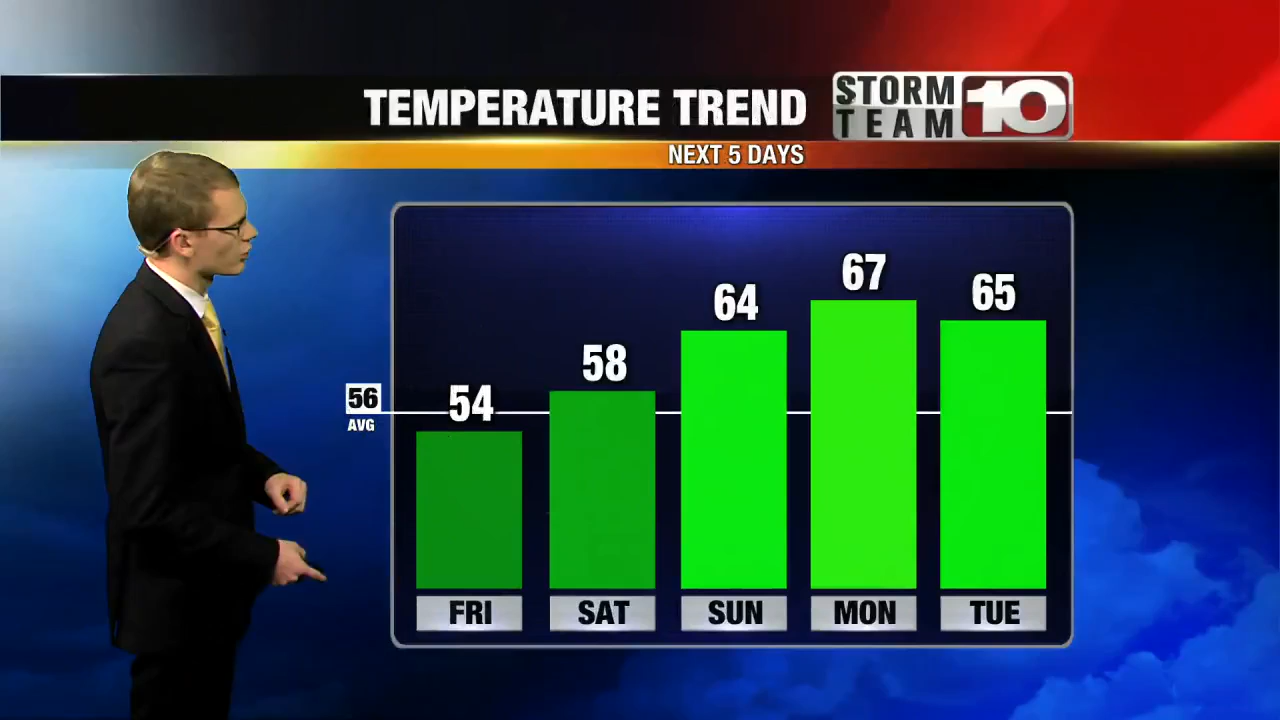 TEMPERATURE TREND
STORM TEAM 10
NEXT 5 DAYS
56
AVG
54
58
64
67
65
FRI
SAT
SUN
MON
TUE